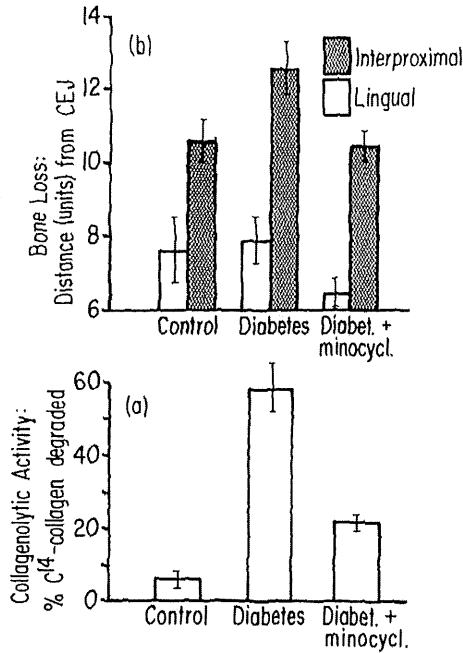 14
12
10
8
6
Bone Loss:
Distance (units) from CEJ
(b)
Interproximal
Lingual
Control
Diabetes
Diabet. +
minocycl.
60
40
20
0
Collagenolytic Activity:
% C14-collagen degraded
(a)
Control
Diabetes
Diabet. +
minocycl.